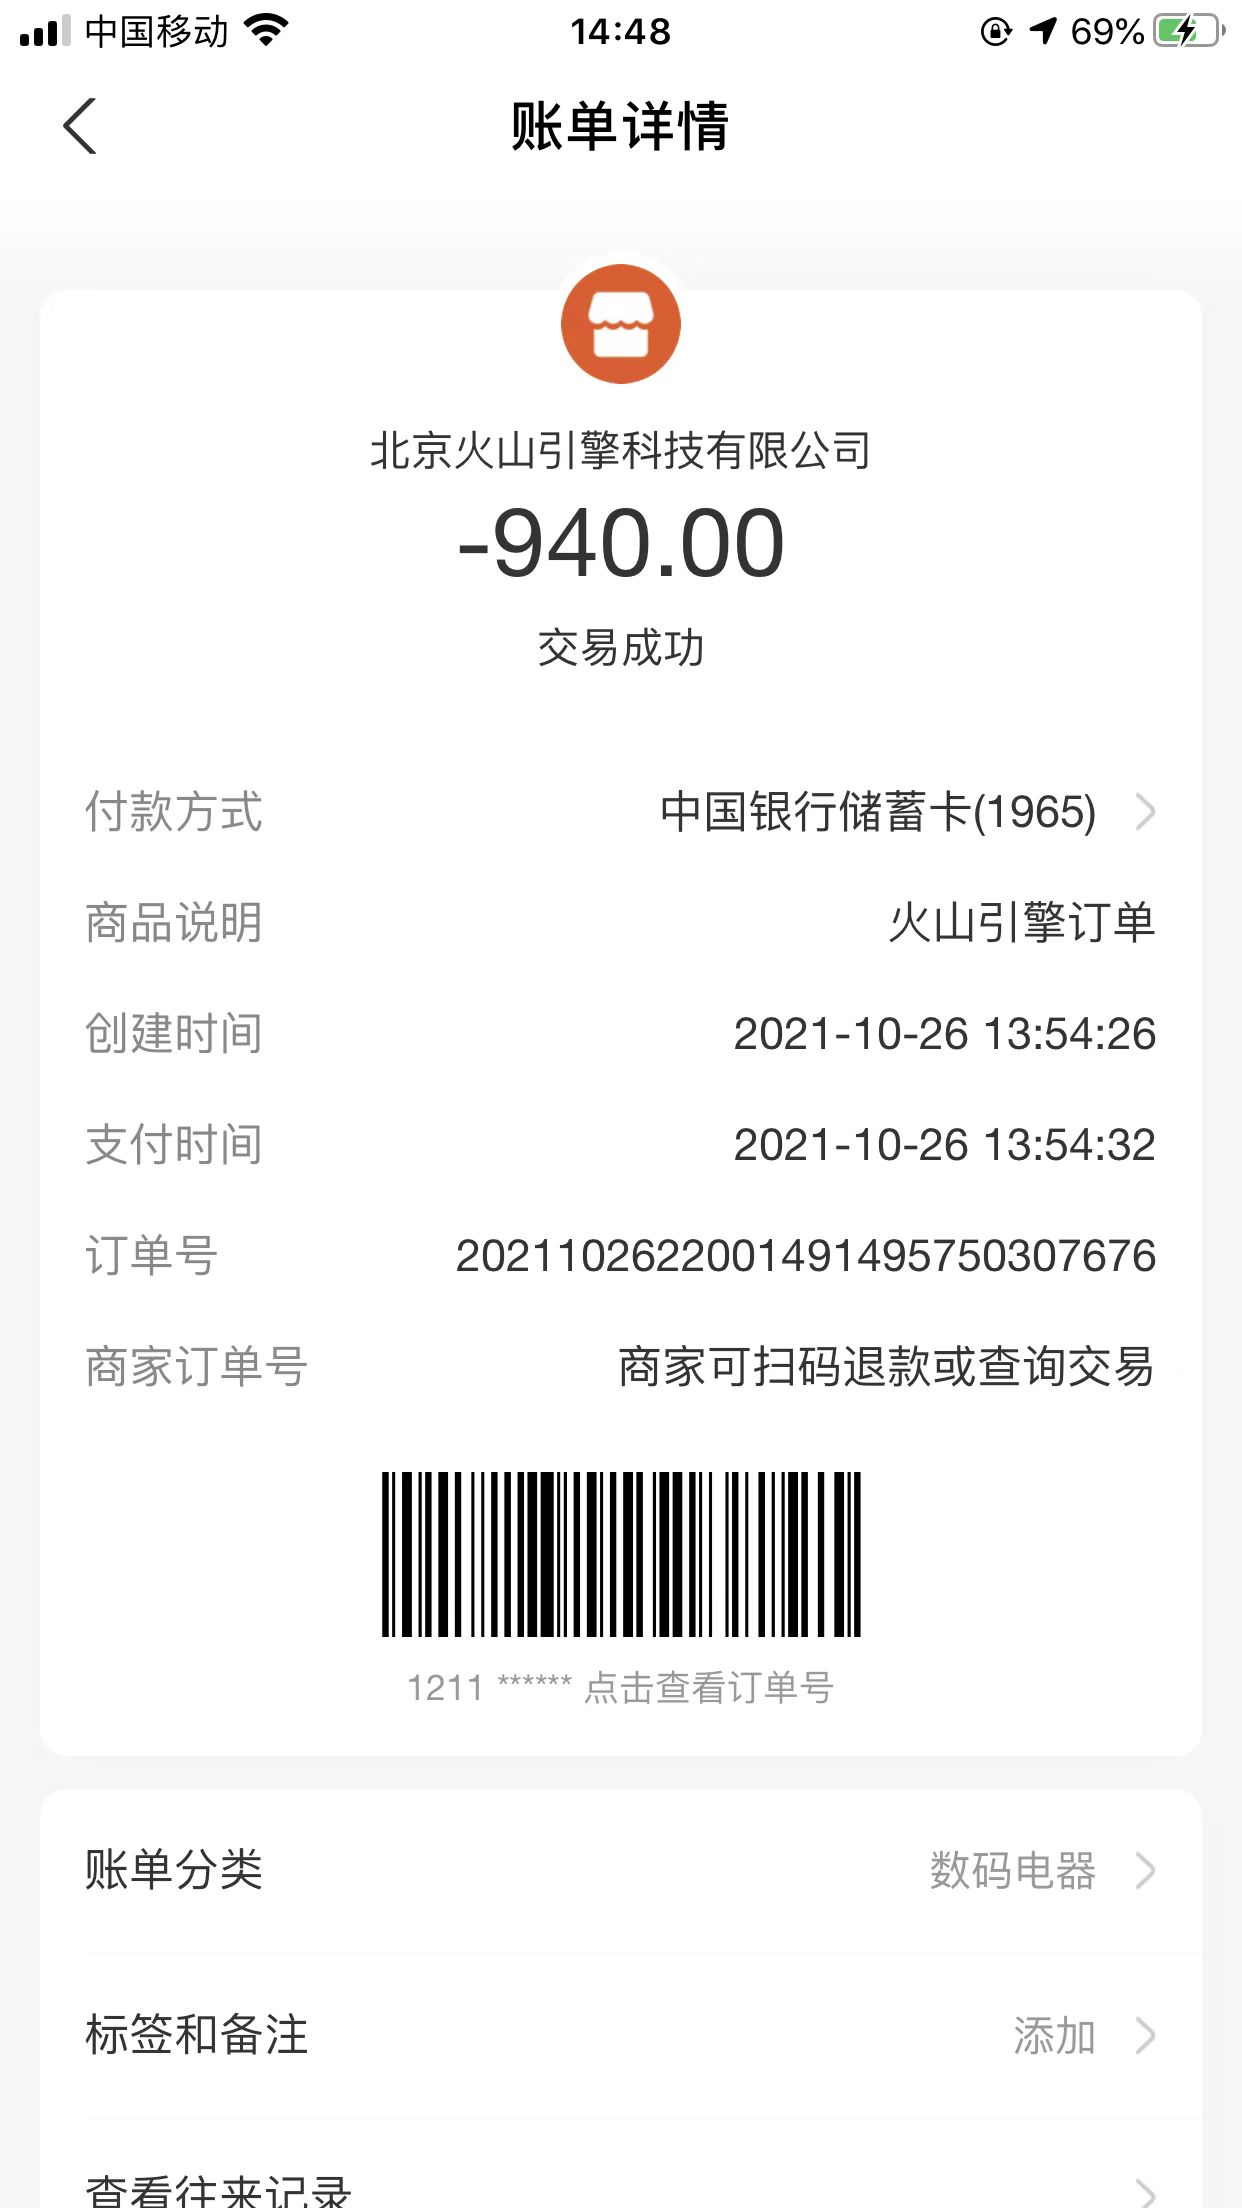 中国移动
14:48
69%
账单详情
北京火山引擎科技有限公司
-940.00
交易成功
付款方式 中国银行储蓄卡(1965)
商品说明 火山引擎订单
创建时间 2021-10-26 13:54:26
支付时间 2021-10-26 13:54:32
订单号 2021102622001491495750307676
商家订单号 商家可扫码退款或查询交易
1211 ****** 点击查看订单号
账单分类 数码电器
标签和备注 添加
查看往来记录